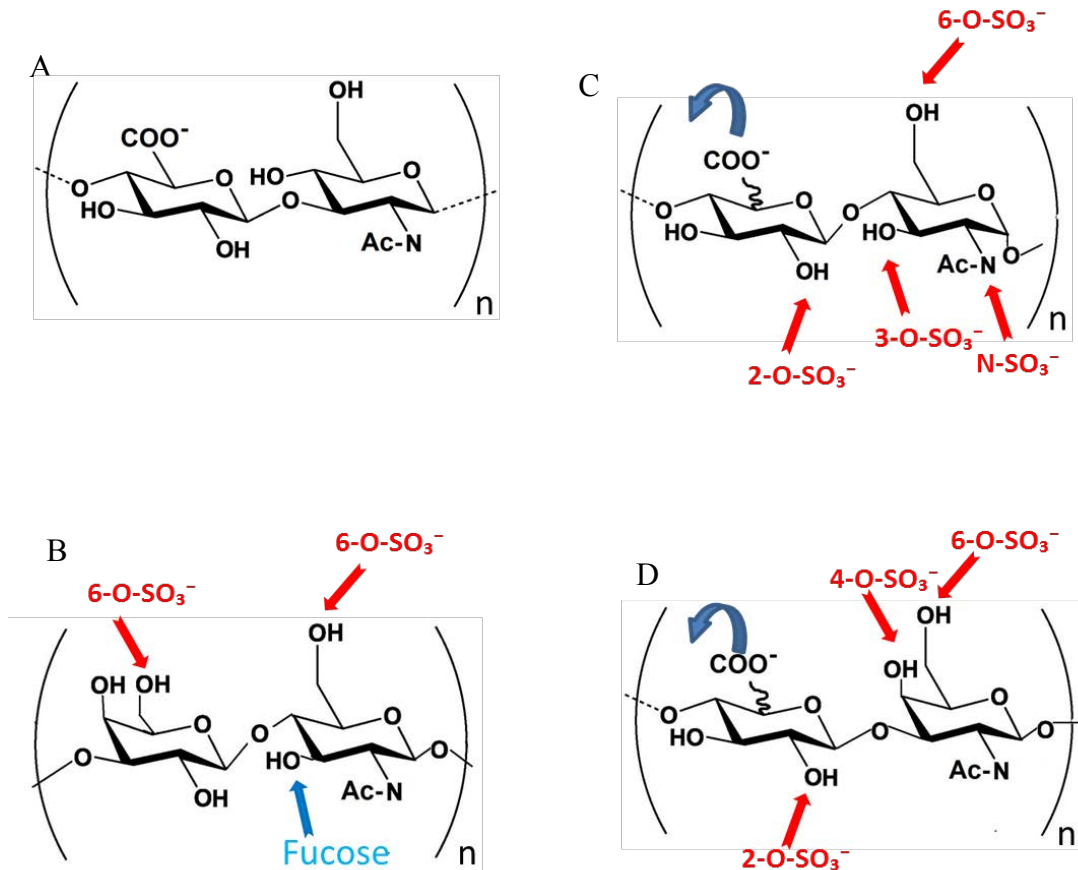 A
OH
COO⁻
O
HO
O
O
HO
O
OH
Ac-N
n
C
6-O-SO₃⁻
OH
COO⁻
O
O
O
O
HO
HO
O
OH
Ac-N
n
2-O-SO₃⁻
3-O-SO₃⁻
N-SO₃⁻
B
6-O-SO₃⁻
6-O-SO₃⁻
OH
OH
OH
O
O
O
O
O
HO
OH
Ac-N
n
Fucose
D
6-O-SO₃⁻
4-O-SO₃⁻
OH
COO⁻
OH
O
O
O
O
HO
O
OH
Ac-N
n
2-O-SO₃⁻